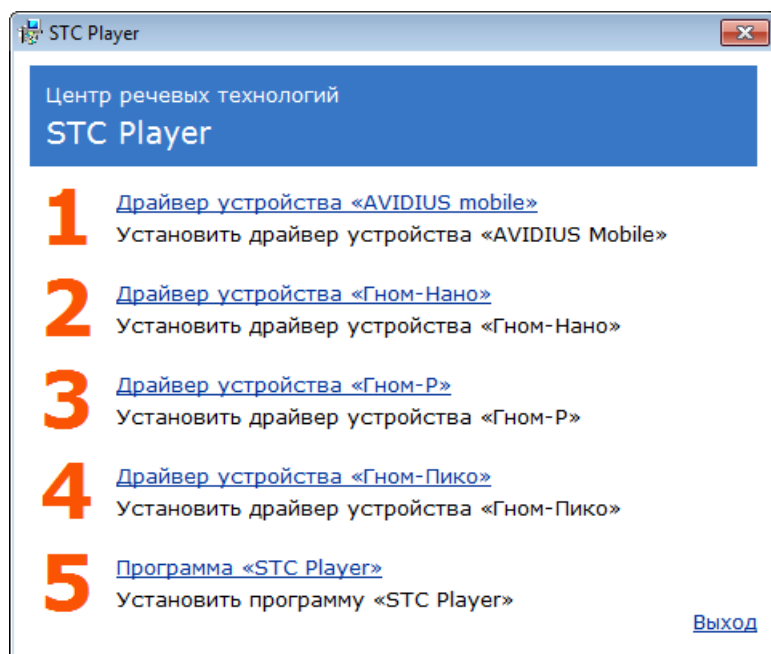 STC Player
Центр речевых технологий
STC Player
1 Драйвер устройства «AVIDIUS mobile»
Установить драйвер устройства «AVIDIUS Mobile»
2 Драйвер устройства «Гном-Нано»
Установить драйвер устройства «Гном-Нано»
3 Драйвер устройства «Гном-Р»
Установить драйвер устройства «Гном-Р»
4 Драйвер устройства «Гном-Пико»
Установить драйвер устройства «Гном-Пико»
5 Программа «STC Player»
Установить программу «STC Player»
Выход